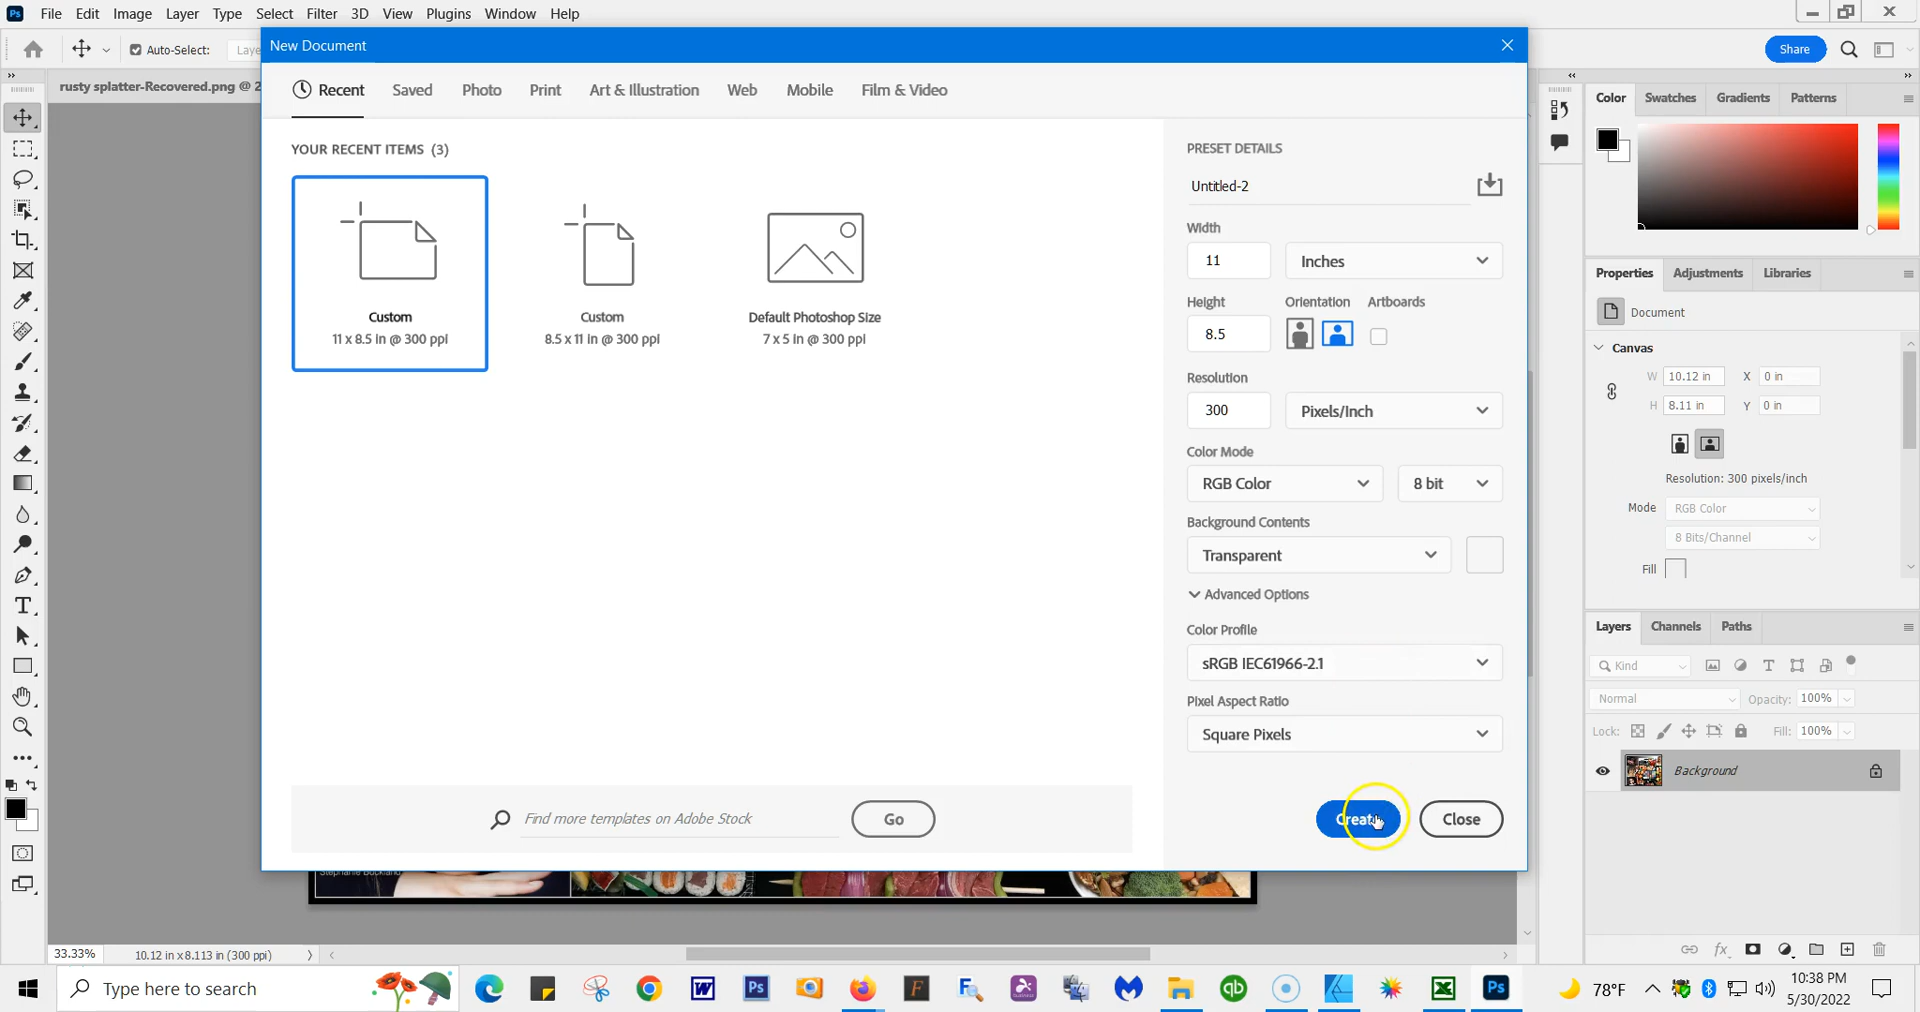 Ps File Edit Image Layer Type Select Filter 3D View Plugins Window Help
Auto-Select:
Share
rusty splatter-Recovered.png @ 2
New Document
Recent Saved Photo Print Art & Illustration Web Mobile Film & Video
YOUR RECENT ITEMS (3)
Custom
11 x 8.5 in @ 300 ppi
Custom
8.5 x 11 in @ 300 ppi
Default Photoshop Size
7 x 5 in @ 300 ppi
Find more templates on Adobe Stock
Go
PRESET DETAILS
Untitled-2
Width
11 Inches
Height Orientation Artboards
8.5
Resolution
300 Pixels/Inch
Color Mode
RGB Color 8 bit
Background Contents
Transparent
Advanced Options
Color Profile
sRGB IEC61966-2.1
Pixel Aspect Ratio
Square Pixels
Create Close
Color Swatches Gradients Patterns
Properties Adjustments Libraries
Document
Canvas
W 10.12 in X 0 in
H 8.11 in Y 0 in
Resolution: 300 pixels/inch
Mode RGB Color
8 Bits/Channel
Fill
Layers Channels Paths
Kind
Normal Opacity: 100%
Lock: Fill: 100%
Background
Stephanie Buckland
33.33% 10.12 in x 8.113 in (300 ppi)
Type here to search
78°F
10:38 PM
5/30/2022